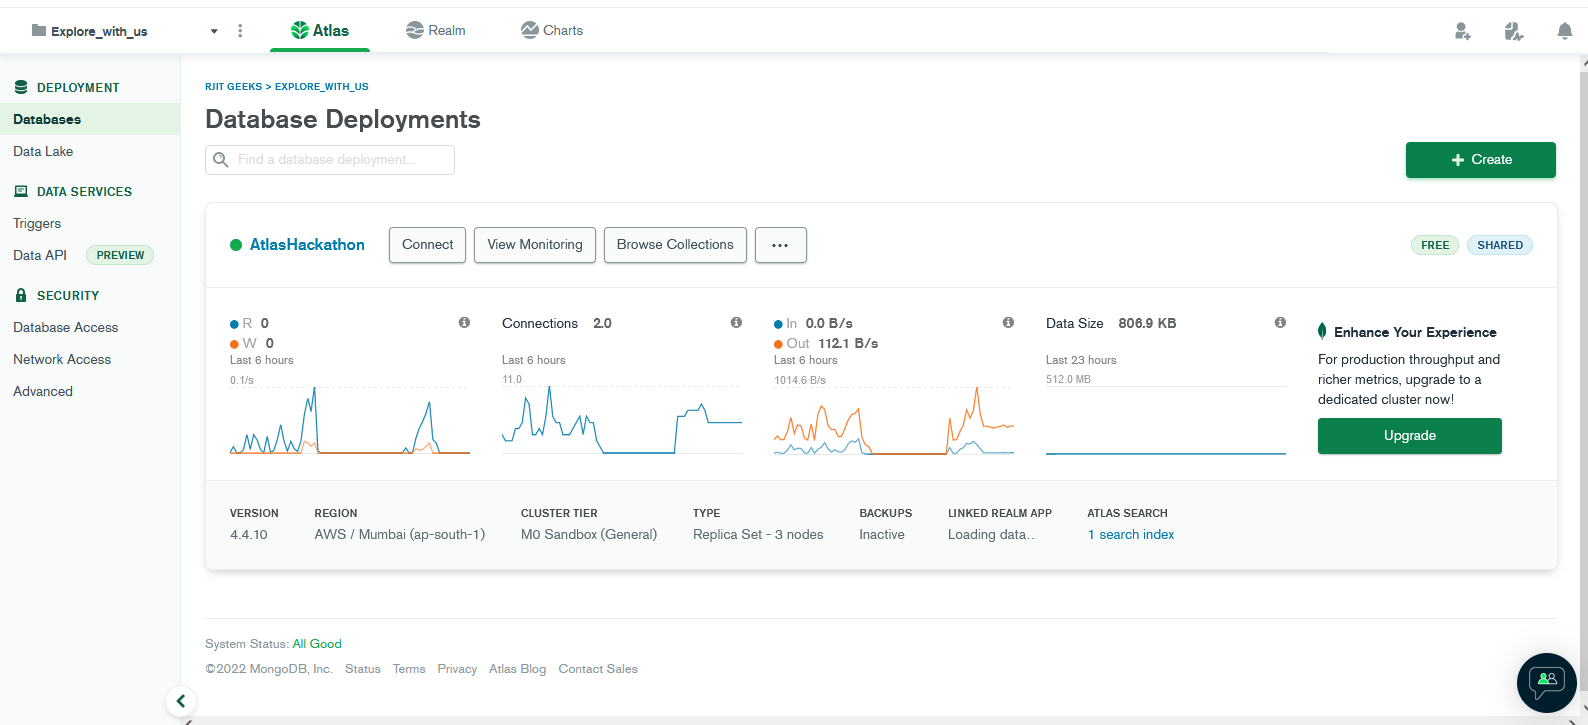 Explore_with_us
Atlas
Realm
Charts
DEPLOYMENT
Databases
Data Lake
DATA SERVICES
Triggers
Data API PREVIEW
SECURITY
Database Access
Network Access
Advanced
RJIT GEEKS > EXPLORE_WITH_US
Database Deployments
Find a database deployment...
+ Create
AtlasHackathon
Connect
View Monitoring
Browse Collections
...
FREE
SHARED
R 0
W 0
Last 6 hours
0.1/s
Connections 2.0
Last 6 hours
11.0
In 0.0 B/s
Out 112.1 B/s
Last 6 hours
1014.6 B/s
Data Size 806.9 KB
Last 23 hours
512.0 MB
Enhance Your Experience
For production throughput and
richer metrics, upgrade to a
dedicated cluster now!
Upgrade
VERSION
4.4.10
REGION
AWS / Mumbai (ap-south-1)
CLUSTER TIER
M0 Sandbox (General)
TYPE
Replica Set - 3 nodes
BACKUPS
Inactive
LINKED REALM APP
Loading data..
ATLAS SEARCH
1 search index
System Status: All Good
©2022 MongoDB, Inc. Status Terms Privacy Atlas Blog Contact Sales